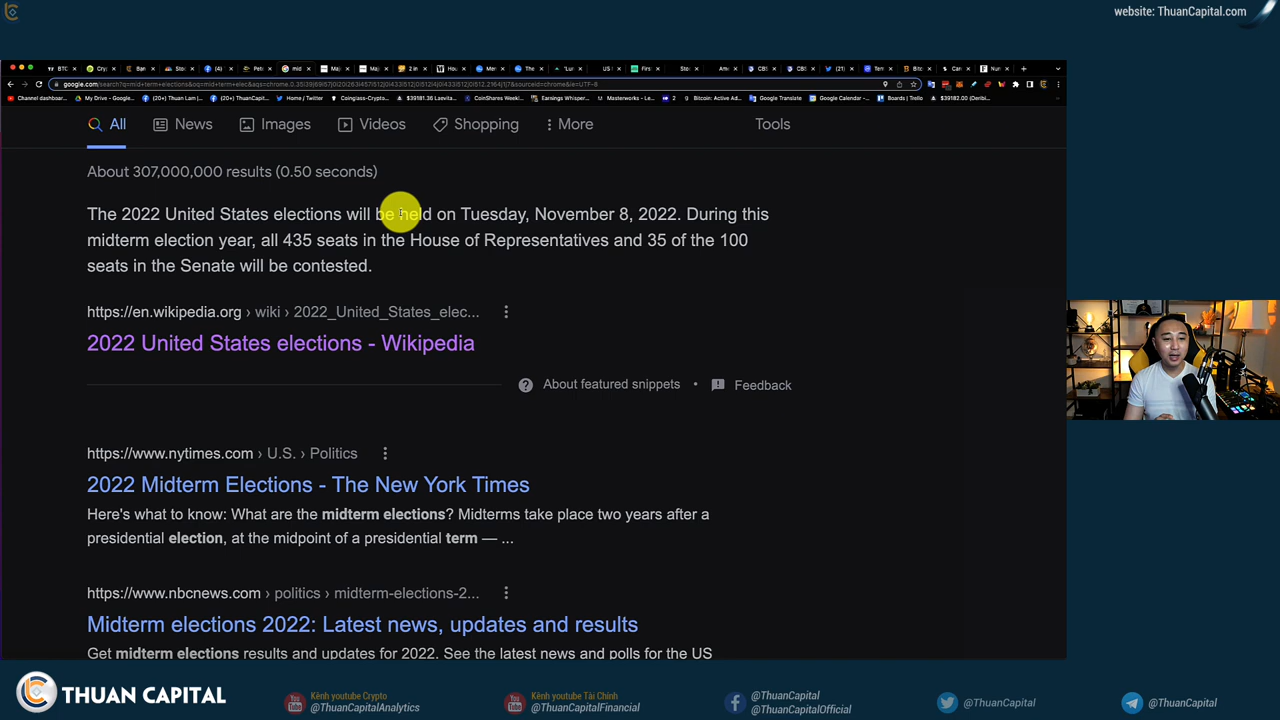 website: ThuanCapital.com
All
News
Images
Videos
Shopping
More
Tools
About 307,000,000 results (0.50 seconds)
The 2022 United States elections will be held on Tuesday, November 8, 2022. During this
midterm election year, all 435 seats in the House of Representatives and 35 of the 100
seats in the Senate will be contested.
https://en.wikipedia.org › wiki › 2022_United_States_elec...
2022 United States elections - Wikipedia
About featured snippets • Feedback
https://www.nytimes.com › U.S. › Politics
2022 Midterm Elections - The New York Times
Here's what to know: What are the midterm elections? Midterms take place two years after a
presidential election, at the midpoint of a presidential term — ...
https://www.nbcnews.com › politics › midterm-elections-2...
Midterm elections 2022: Latest news, updates and results
Get midterm elections results and updates for 2022. See the latest news and polls for the US
THUAN CAPITAL
Kênh youtube Crypto
@ThuanCapitalAnalytics
Kênh youtube Tài Chính
@ThuanCapitalFinancial
@ThuanCapital
@ThuanCapitalOfficial
@ThuanCapital
@ThuanCapital